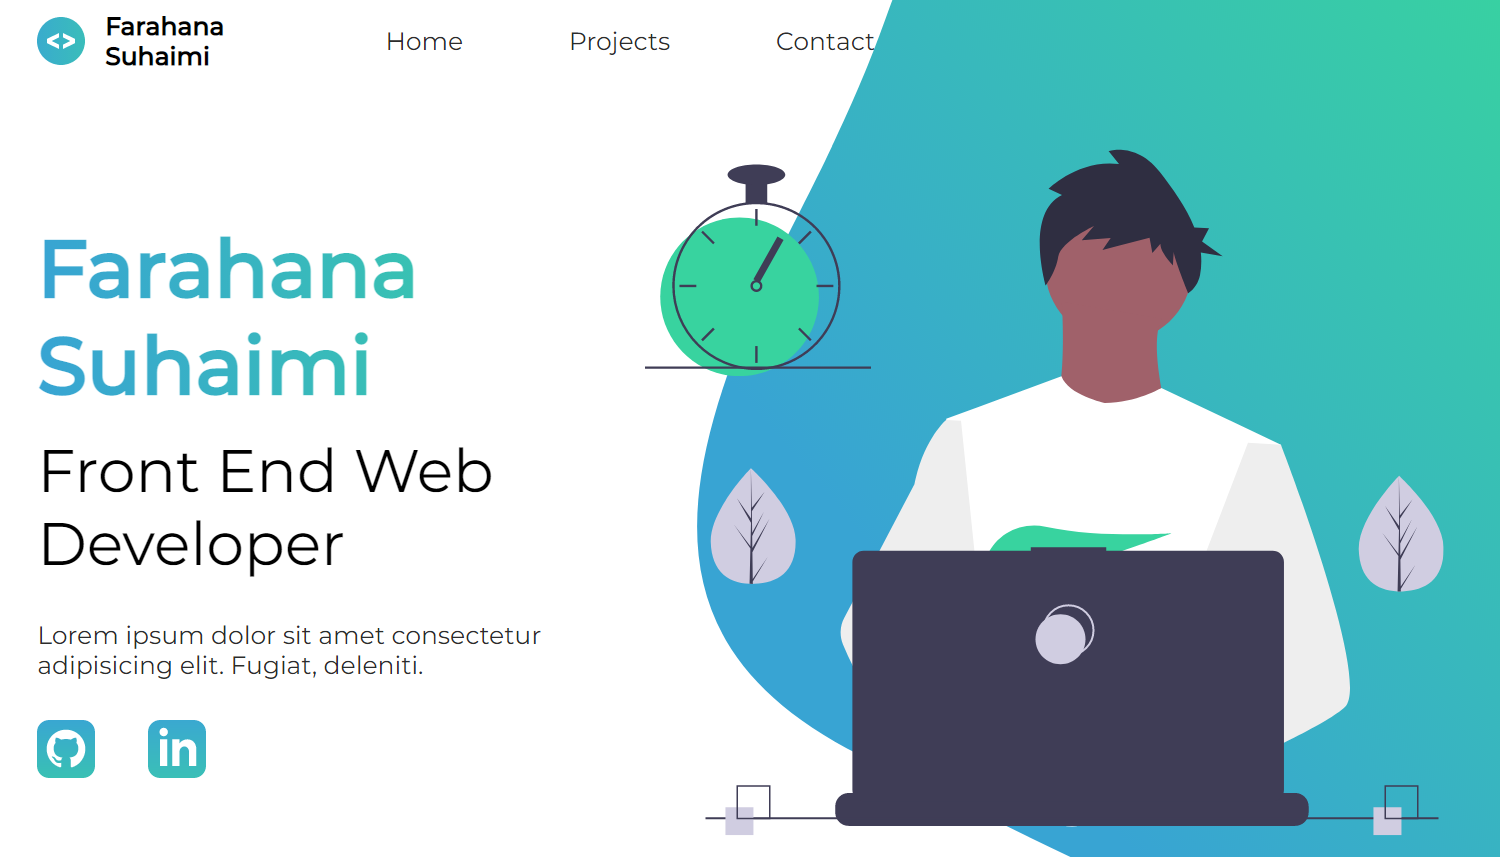 Farahana
Suhaimi
Home
Projects
Contact
Farahana
Suhaimi
Front End Web
Developer
Lorem ipsum dolor sit amet consectetur
adipisicing elit. Fugiat, deleniti.
in